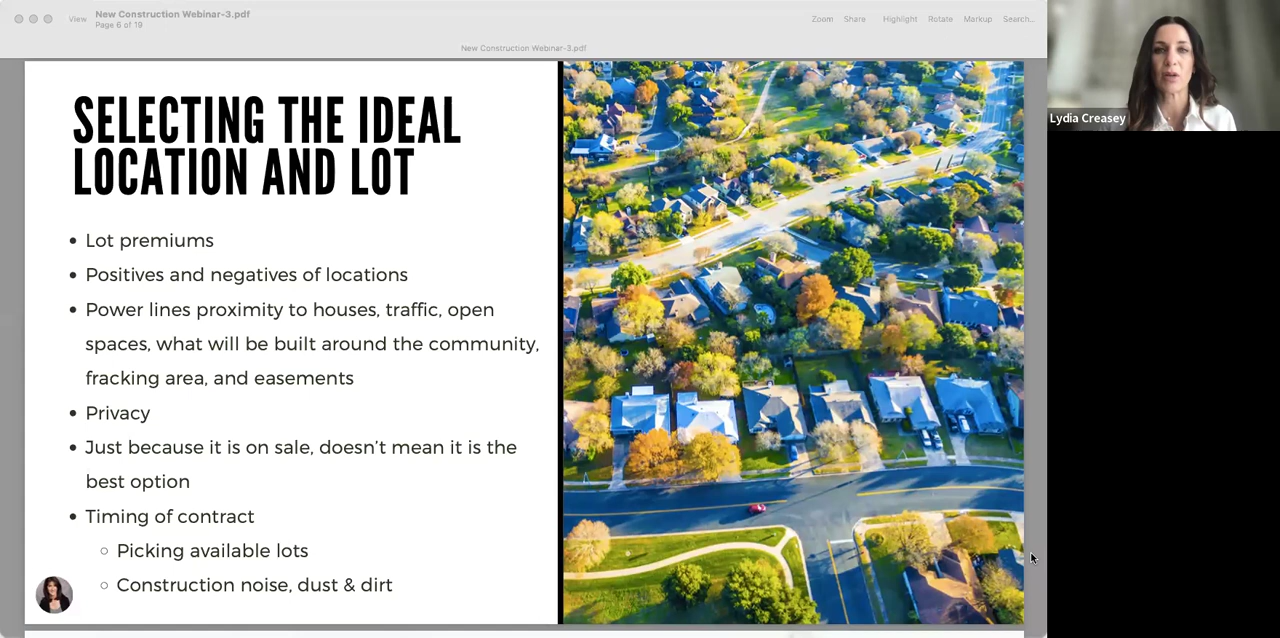 View
New Construction Webinar-3.pdf
Page 6 of 19
Zoom Share Highlight Rotate Markup Search...
New Construction Webinar-3.pdf
SELECTING THE IDEAL
LOCATION AND LOT
• Lot premiums
• Positives and negatives of locations
• Power lines proximity to houses, traffic, open
spaces, what will be built around the community,
fracking area, and easements
• Privacy
• Just because it is on sale, doesn’t mean it is the
best option
• Timing of contract
○ Picking available lots
○ Construction noise, dust & dirt
Lydia Creasey